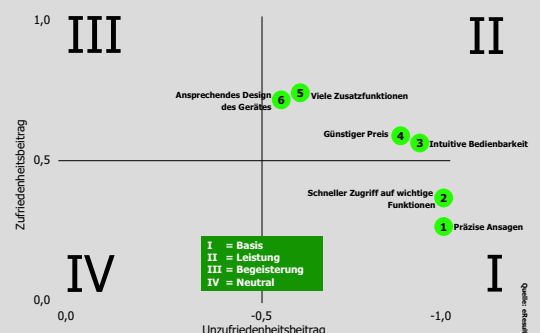 1,0
III
II
Ansprechendes Design
des Gerätes
6
5
Viele Zusatzfunktionen
Günstiger Preis
4
3
Intuitive Bedienbarkeit
Zufriedenheitsbeitrag
0,5
Schneller Zugriff auf wichtige
Funktionen
2
1
Präzise Ansagen
I = Basis
II = Leistung
III = Begeisterung
IV = Neutral
IV
I
0,0
0,0
-0,5
-1,0
Unzufriedenheitsbeitrag
Quelle: eResult